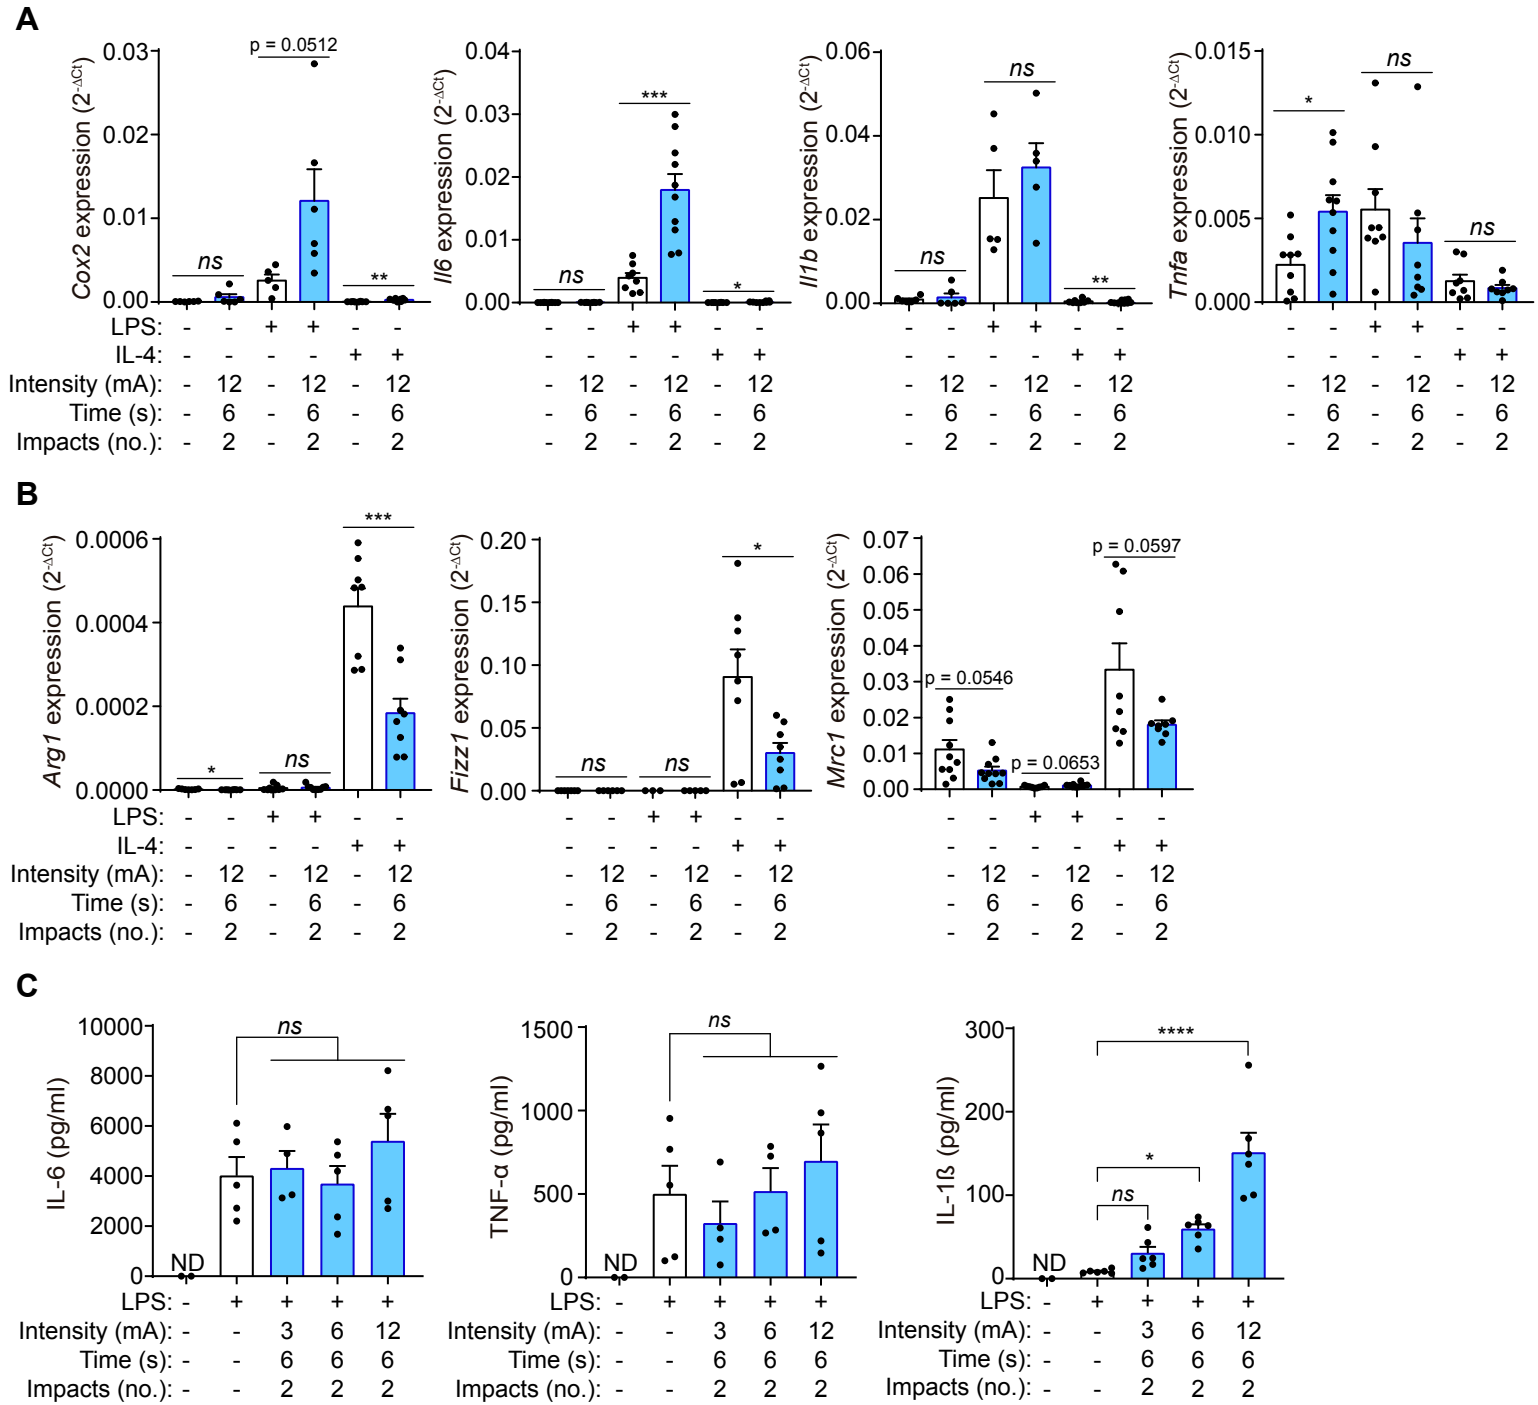 A
Cox2 expression (2-ΔCt)
0.03
0.02
0.01
0.00
ns
p = 0.0512
**
Il6 expression (2-ΔCt)
0.04
0.03
0.02
0.01
0.00
ns
***
*
Il1b expression (2-ΔCt)
0.06
0.04
0.02
0.00
ns
ns
**
Tnfa expression (2-ΔCt)
0.015
0.010
0.005
0.000
*
ns
ns
LPS: - - + + - - - - + + - - - - + + - - - - + + - -
IL-4: - - - - + + - - - - + + - - - - + + - - - - + +
Intensity (mA): - 12 - 12 - 12 - 12 - 12 - 12 - 12 - 12 - 12 - 12 - 12 - 12
Time (s): - 6 - 6 - 6 - 6 - 6 - 6 - 6 - 6 - 6 - 6 - 6 - 6
Impacts (no.): - 2 - 2 - 2 - 2 - 2 - 2 - 2 - 2 - 2 - 2 - 2 - 2
B
Arg1 expression (2-ΔCt)
0.0006
0.0004
0.0002
0.0000
*
ns
***
Fizz1 expression (2-ΔCt)
0.20
0.15
0.10
0.05
0.00
ns
ns
*
Mrc1 expression (2-ΔCt)
0.07
0.06
0.05
0.04
0.03
0.02
0.01
0.00
p = 0.0546
p = 0.0653
p = 0.0597
LPS: - - + + - - - - + + - - - - + + - -
IL-4: - - - - + + - - - - + + - - - - + +
Intensity (mA): - 12 - 12 - 12 - 12 - 12 - 12 - 12 - 12 - 12
Time (s): - 6 - 6 - 6 - 6 - 6 - 6 - 6 - 6 - 6
Impacts (no.): - 2 - 2 - 2 - 2 - 2 - 2 - 2 - 2 - 2
C
IL-6 (pg/ml)
10000
8000
6000
4000
2000
0
ND
ns
LPS: - + + + +
Intensity (mA): - - 3 6 12
Time (s): - - 6 6 6
Impacts (no.): - - 2 2 2
TNF-α (pg/ml)
1500
1000
500
0
ND
ns
LPS: - + + + +
Intensity (mA): - - 3 6 12
Time (s): - - 6 6 6
Impacts (no.): - - 2 2 2
IL-1ß (pg/ml)
300
200
100
0
ND
ns
*
****
LPS: - + + + +
Intensity (mA): - - 3 6 12
Time (s): - - 6 6 6
Impacts (no.): - - 2 2 2